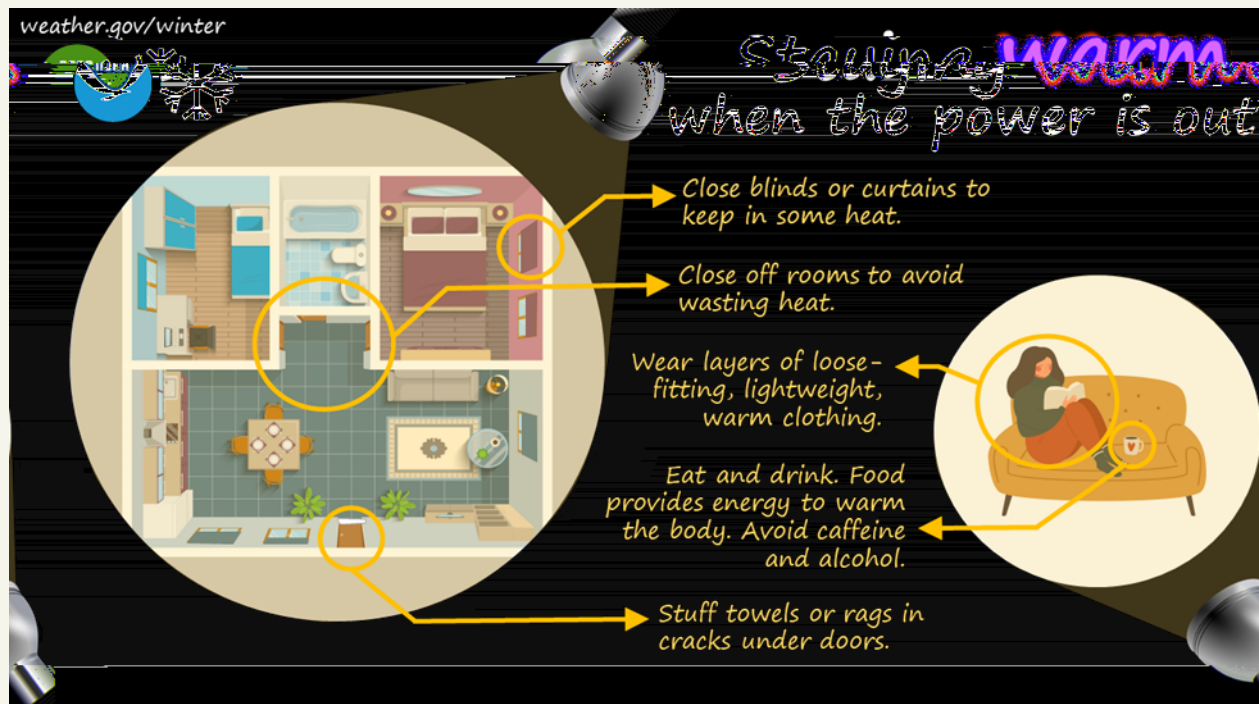 weather.gov/winter
Staying warm
when the power is out
Close blinds or curtains to
keep in some heat.
Close off rooms to avoid
wasting heat.
Wear layers of loose-
fitting, lightweight,
warm clothing.
Eat and drink. Food
provides energy to warm
the body. Avoid caffeine
and alcohol.
Stuff towels or rags in
cracks under doors.